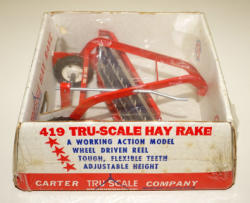 419 TRU-SCALE HAY RAKE
A WORKING ACTION MODEL
WHEEL DRIVEN REEL
TOUGH, FLEXIBLE TEETH
ADJUSTABLE HEIGHT
CARTER TRU SCALE COMPANY